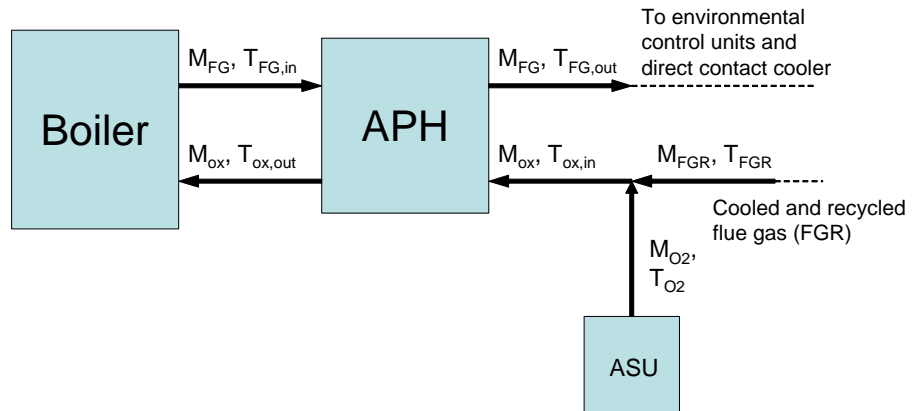 To environmental
control units and
direct contact cooler
M_FG, T_FG,in
M_FG, T_FG,out
Boiler
APH
M_ox, T_ox,out
M_ox, T_ox,in
M_FGR, T_FGR
Cooled and recycled
flue gas (FGR)
M_O2,
T_O2
ASU